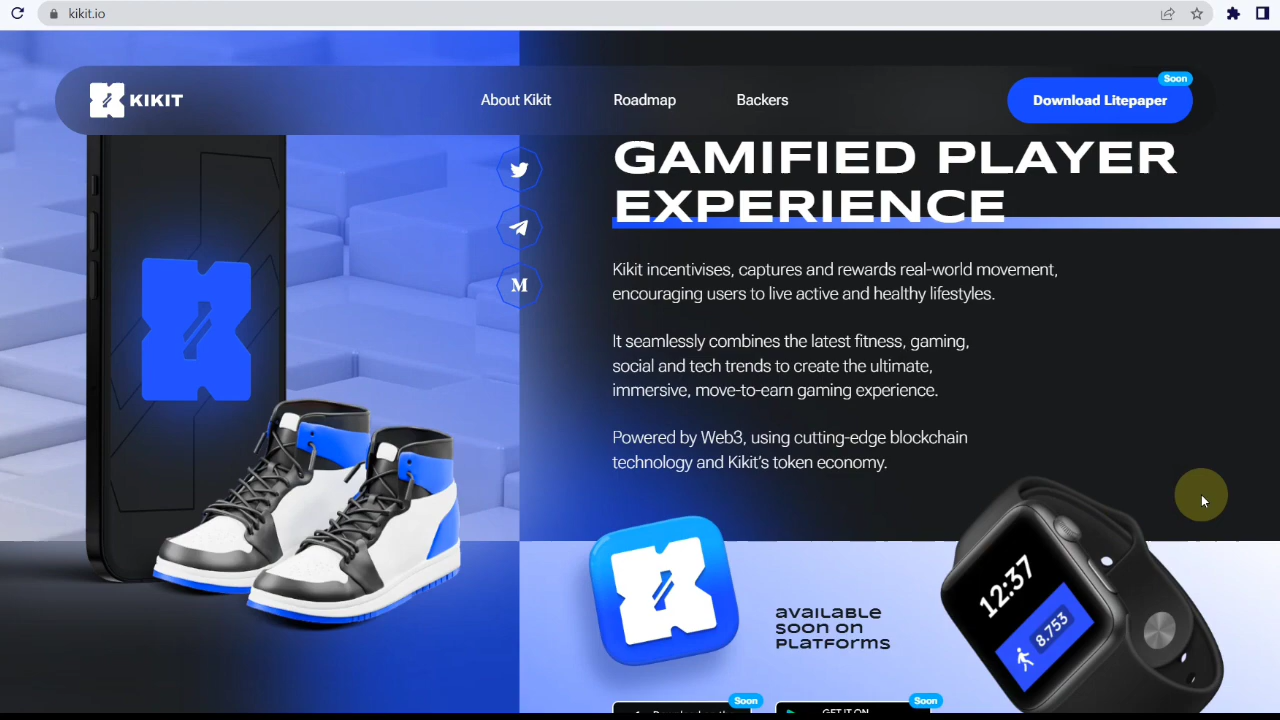 kikit.io
KIKIT
About Kikit
Roadmap
Backers
Soon
Download Litepaper
GAMIFIED PLAYER
EXPERIENCE
M
Kikit incentivises, captures and rewards real-world movement,
encouraging users to live active and healthy lifestyles.
It seamlessly combines the latest fitness, gaming,
social and tech trends to create the ultimate,
immersive, move-to-earn gaming experience.
Powered by Web3, using cutting-edge blockchain
technology and Kikit's token economy.
12:37
8.753
available
soon on
platforms
Soon
Download on the
Soon
GET IT ON